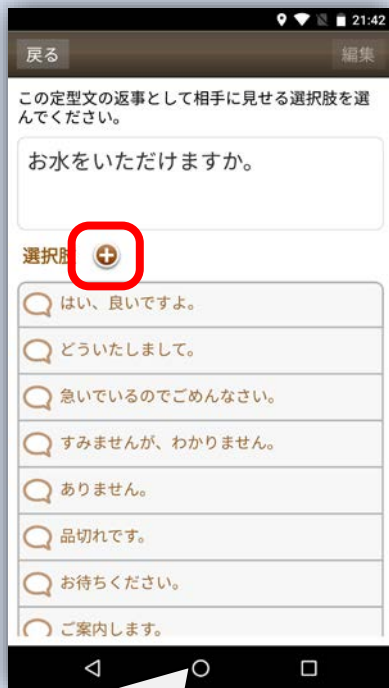 21:42
戻る
編集
この定型文の返事として相手に見せる選択肢を選
んでください。
お水をいただけますか。
選択肢
はい、良いですよ。
どういたしまして。
急いでいるのでごめんなさい。
すみませんが、わかりません。
ありません。
品切れです。
お待ちください。
ご案内します。